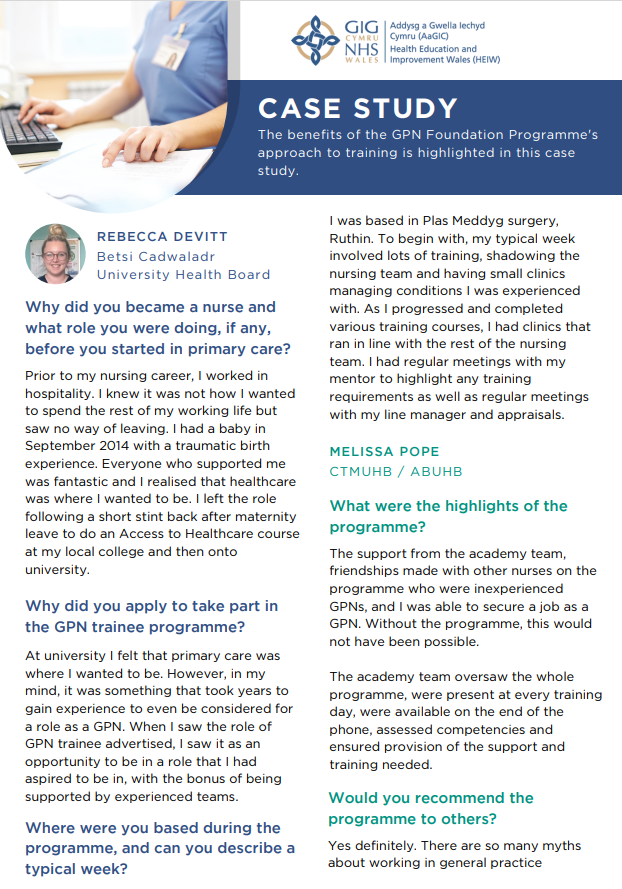 GIG
CYMRU
NHS
WALES
Addysg a Gwella Iechyd
Cymru (AaGIC)
Health Education and
Improvement Wales (HEIW)
CASE STUDY
The benefits of the GPN Foundation Programme's
approach to training is highlighted in this case
study.
REBECCA DEVITT
Betsi Cadwaladr
University Health Board
Why did you became a nurse and
what role you were doing, if any,
before you started in primary care?
Prior to my nursing career, I worked in
hospitality. I knew it was not how I wanted
to spend the rest of my working life but
saw no way of leaving. I had a baby in
September 2014 with a traumatic birth
experience. Everyone who supported me
was fantastic and I realised that healthcare
was where I wanted to be. I left the role
following a short stint back after maternity
leave to do an Access to Healthcare course
at my local college and then onto
university.
Why did you apply to take part in
the GPN trainee programme?
At university I felt that primary care was
where I wanted to be. However, in my
mind, it was something that took years to
gain experience to even be considered for
a role as a GPN. When I saw the role of
GPN trainee advertised, I saw it as an
opportunity to be in a role that I had
aspired to be in, with the bonus of being
supported by experienced teams.
Where were you based during the
programme, and can you describe a
typical week?
I was based in Plas Meddyg surgery,
Ruthin. To begin with, my typical week
involved lots of training, shadowing the
nursing team and having small clinics
managing conditions I was experienced
with. As I progressed and completed
various training courses, I had clinics that
ran in line with the rest of the nursing
team. I had regular meetings with my
mentor to highlight any training
requirements as well as regular meetings
with my line manager and appraisals.
MELISSA POPE
CTMUHB / ABUHB
What were the highlights of the
programme?
The support from the academy team,
friendships made with other nurses on the
programme who were inexperienced
GPNs, and I was able to secure a job as a
GPN. Without the programme, this would
not have been possible.
The academy team oversaw the whole
programme, were present at every training
day, were available on the end of the
phone, assessed competencies and
ensured provision of the support and
training needed.
Would you recommend the
programme to others?
Yes definitely. There are so many myths
about working in general practice